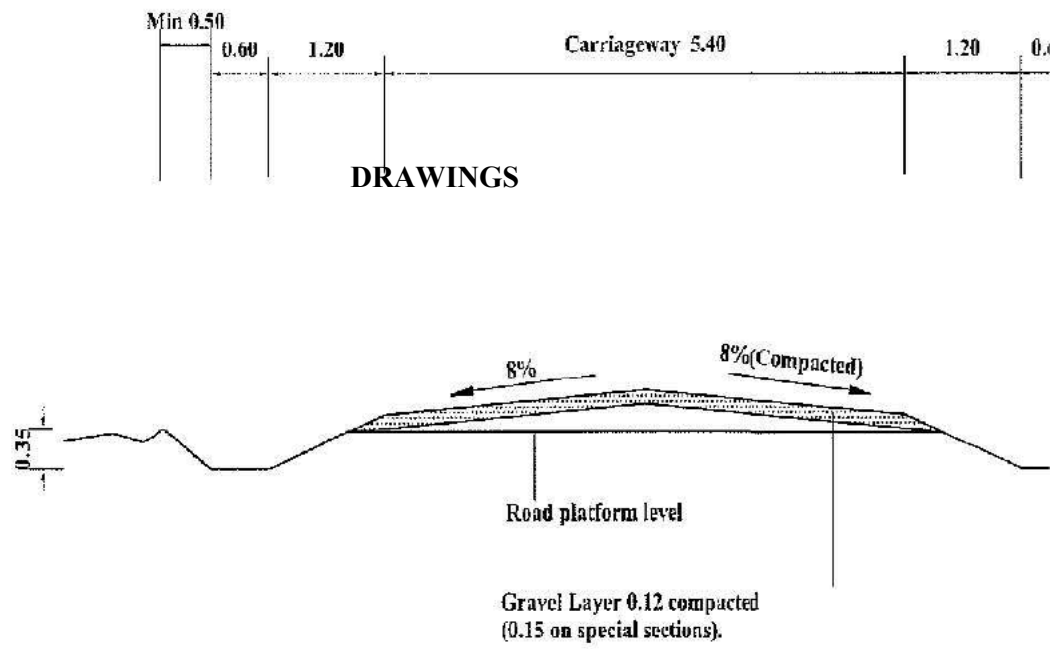 Min 0.50
0.60 1.20 Carriageway 5.40 1.20
DRAWINGS
8% 8%(Compacted)
0.35
Road platform level
Gravel Layer 0.12 compacted
(0.15 on special sections).